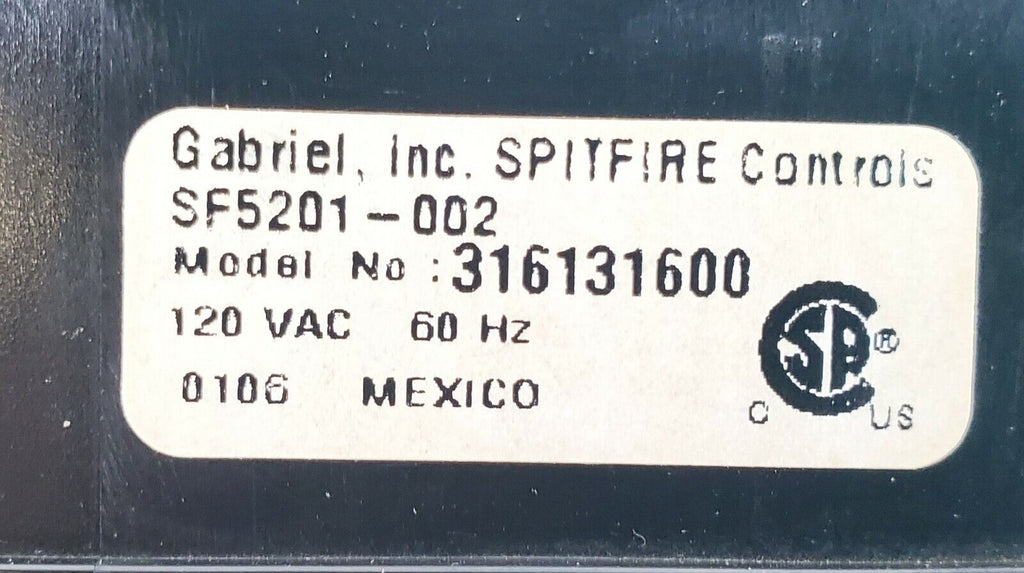 Gabriel, Inc. SPITFIRE Controls
SF5201-002
Model No : 316131600
120 VAC 60 Hz
0106 MEXICO
SP ®
C US